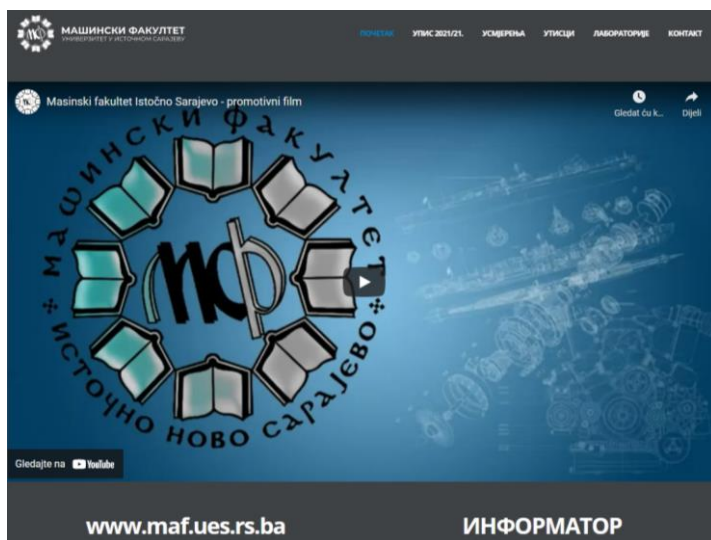 МАШИНСКИ ФАКУЛТЕТ
УНИВЕРЗИТЕТ У ИСТОЧНОМ САРАЈЕВУ
ПОЧЕТАК УПИС 2021/21. УСМЈЕРЕЊА УТИСЦИ ЛАБОРАТОРИЈЕ КОНТАКТ
Masinski fakultet Istočno Sarajevo - promotivni film
Gledat ću k... Dijeli
МАШИНСКИ ФАКУЛТЕТ
МФ
ИСТОЧНО НОВО САРАЈЕВО
Gledajte na YouTube
www.maf.ues.rs.ba ИНФОРМАТОР